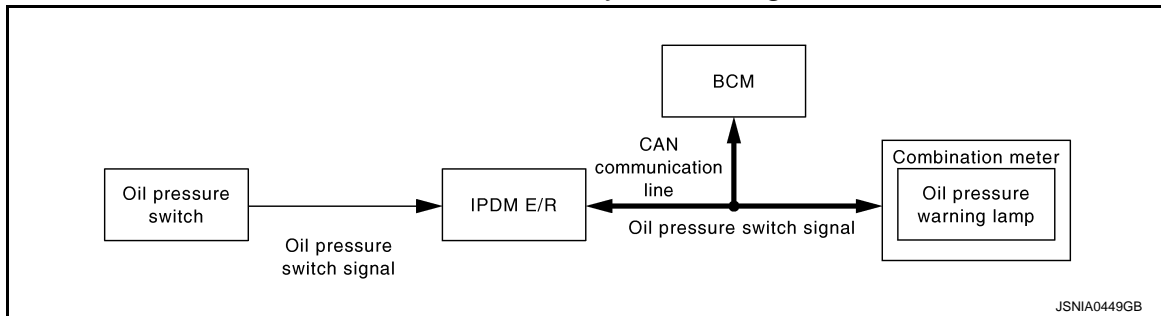 BCM
CAN
communication
line
Combination meter
Oil pressure
switch
IPDM E/R
Oil pressure
warning lamp
Oil pressure switch signal
Oil pressure
switch signal
JSNIA0449GB